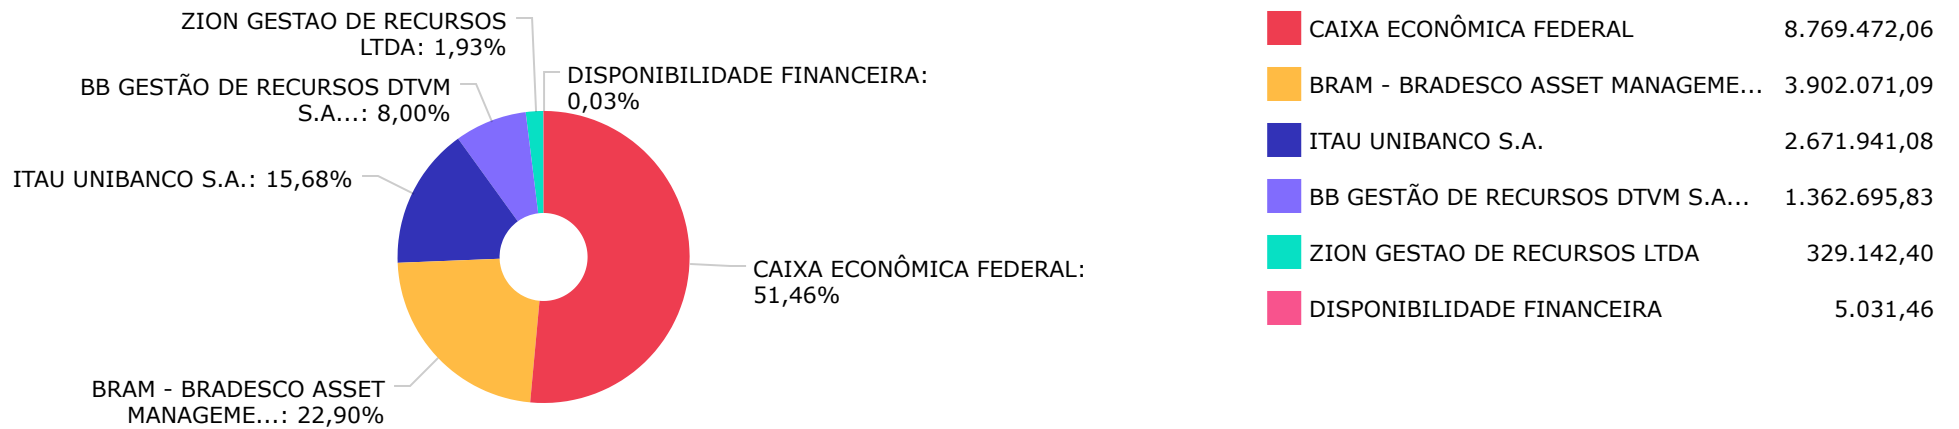 ZION GESTAO DE RECURSOS
LTDA: 1,93%
DISPONIBILIDADE FINANCEIRA:
0,03%
BB GESTÃO DE RECURSOS DTVM
S.A...: 8,00%
ITAU UNIBANCO S.A.: 15,68%
CAIXA ECONÔMICA FEDERAL:
51,46%
BRAM - BRADESCO ASSET
MANAGEME...: 22,90%
CAIXA ECONÔMICA FEDERAL 8.769.472,06
BRAM - BRADESCO ASSET MANAGEME... 3.902.071,09
ITAU UNIBANCO S.A. 2.671.941,08
BB GESTÃO DE RECURSOS DTVM S.A... 1.362.695,83
ZION GESTAO DE RECURSOS LTDA 329.142,40
DISPONIBILIDADE FINANCEIRA 5.031,46